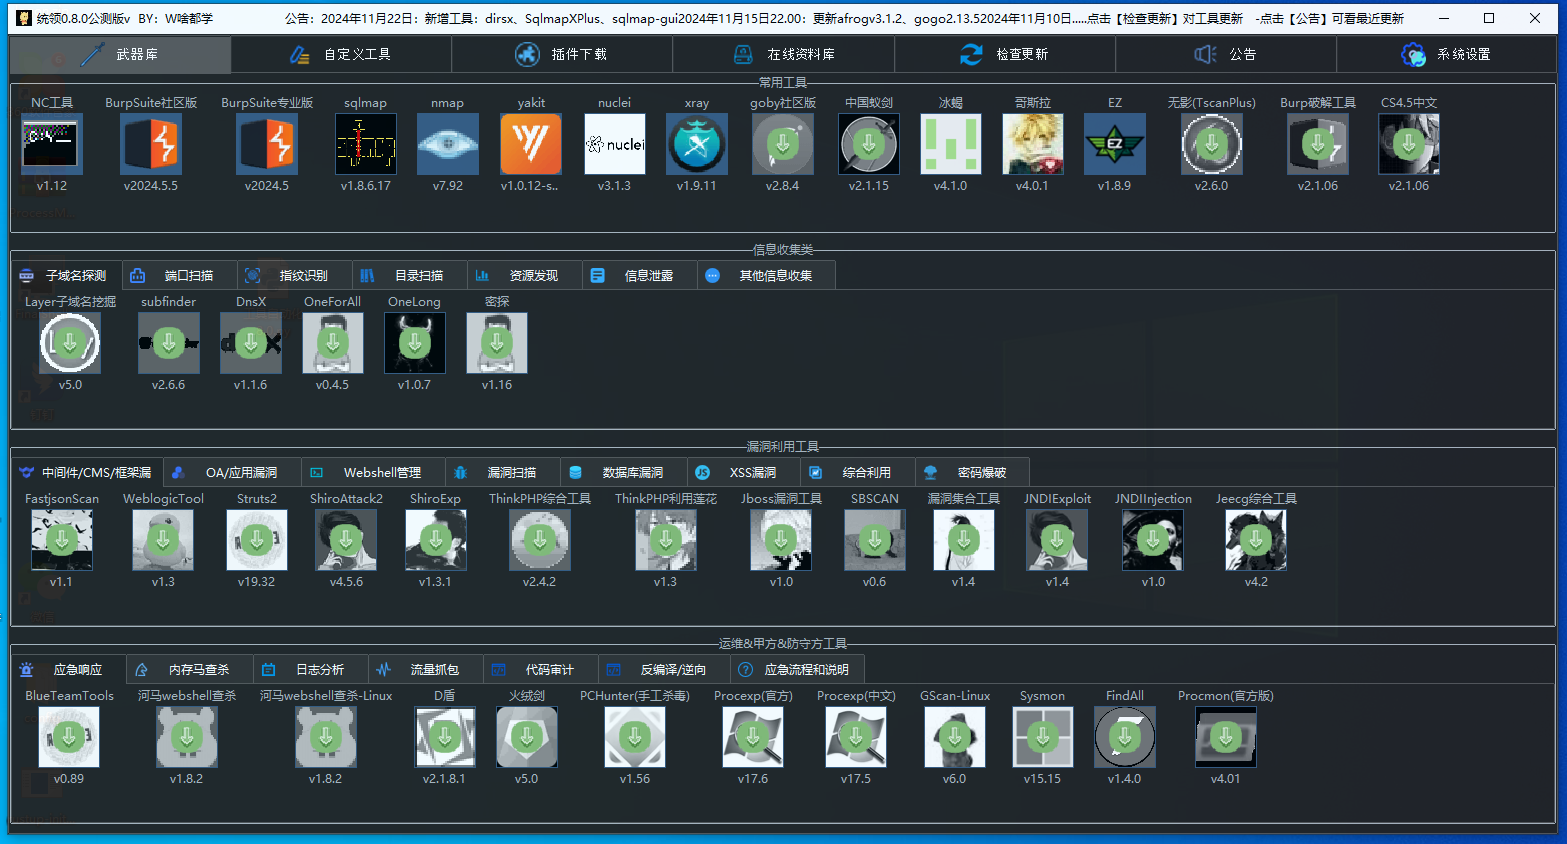 统领0.8.0公测版v BY：W啥都学 公告：2024年11月22日：新增工具：dirsx、SqlmapXPlus、sqlmap-gui2024年11月15日22.00：更新afrogv3.1.2、gogo2.13.52024年11月10日.....点击【检查更新】对工具更新 -点击【公告】可看最近更新
武器库 自定义工具 插件下载 在线资料库 检查更新 公告 系统设置
常用工具
NC工具 BurpSuite社区版 BurpSuite专业版 sqlmap nmap yakit nuclei xray goby社区版 中国蚁剑 冰蝎 哥斯拉 EZ 无影(TscanPlus) Burp破解工具 CS4.5中文
nuclei EZ
v1.12 v2024.5.5 v2024.5 v1.8.6.17 v7.92 v1.0.12-s.. v3.1.3 v1.9.11 v2.8.4 v2.1.15 v4.1.0 v4.0.1 v1.8.9 v2.6.0 v2.1.06 v2.1.06
信息收集类
子域名探测 端口扫描 指纹识别 目录扫描 资源发现 信息泄露 其他信息收集
Layer子域名挖掘 subfinder DnsX OneForAll OneLong 密探
v5.0 v2.6.6 v1.1.6 v0.4.5 v1.0.7 v1.16
漏洞利用工具
中间件/CMS/框架漏 OA/应用漏洞 Webshell管理 漏洞扫描 数据库漏洞 XSS漏洞 综合利用 密码爆破
FastjsonScan WeblogicTool Struts2 ShiroAttack2 ShiroExp ThinkPHP综合工具 ThinkPHP利用莲花 Jboss漏洞工具 SBSCAN 漏洞集合工具 JNDIExploit JNDIInjection Jeecg综合工具
v1.1 v1.3 v19.32 v4.5.6 v1.3.1 v2.4.2 v1.3 v1.0 v0.6 v1.4 v1.4 v1.0 v4.2
运维&甲方&防守方工具
应急响应 内存马查杀 日志分析 流量抓包 代码审计 反编译/逆向 应急流程和说明
BlueTeamTools 河马webshell查杀 河马webshell查杀-Linux D盾 火绒剑 PCHunter(手工杀毒) Procexp(官方) Procexp(中文) GScan-Linux Sysmon FindAll Procmon(官方版)
v0.89 v1.8.2 v1.8.2 v2.1.8.1 v5.0 v1.56 v17.6 v17.5 v6.0 v15.15 v1.4.0 v4.01